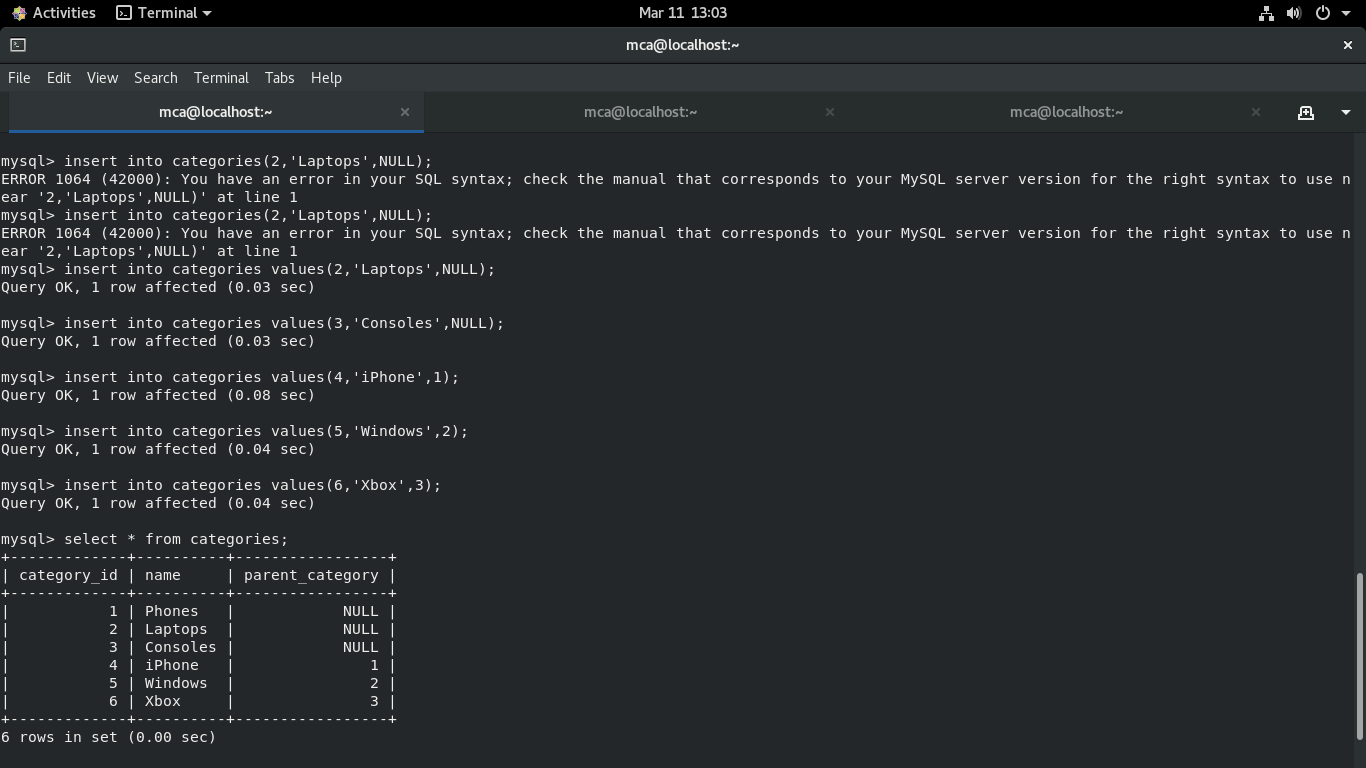 Activities Terminal Mar 11 13:03
mca@localhost:~
File Edit View Search Terminal Tabs Help
mca@localhost:~ mca@localhost:~ mca@localhost:~
mysql> insert into categories(2,'Laptops',NULL);
ERROR 1064 (42000): You have an error in your SQL syntax; check the manual that corresponds to your MySQL server version for the right syntax to use n
ear '2,'Laptops',NULL)' at line 1
mysql> insert into categories(2,'Laptops',NULL);
ERROR 1064 (42000): You have an error in your SQL syntax; check the manual that corresponds to your MySQL server version for the right syntax to use n
ear '2,'Laptops',NULL)' at line 1
mysql> insert into categories values(2,'Laptops',NULL);
Query OK, 1 row affected (0.03 sec)
mysql> insert into categories values(3,'Consoles',NULL);
Query OK, 1 row affected (0.03 sec)
mysql> insert into categories values(4,'iPhone',1);
Query OK, 1 row affected (0.08 sec)
mysql> insert into categories values(5,'Windows',2);
Query OK, 1 row affected (0.04 sec)
mysql> insert into categories values(6,'Xbox',3);
Query OK, 1 row affected (0.04 sec)
mysql> select * from categories;
+-------------+----------+-----------------+
| category_id | name     | parent_category |
+-------------+----------+-----------------+
|           1 | Phones   |            NULL |
|           2 | Laptops  |            NULL |
|           3 | Consoles |            NULL |
|           4 | iPhone   |               1 |
|           5 | Windows  |               2 |
|           6 | Xbox     |               3 |
+-------------+----------+-----------------+
6 rows in set (0.00 sec)